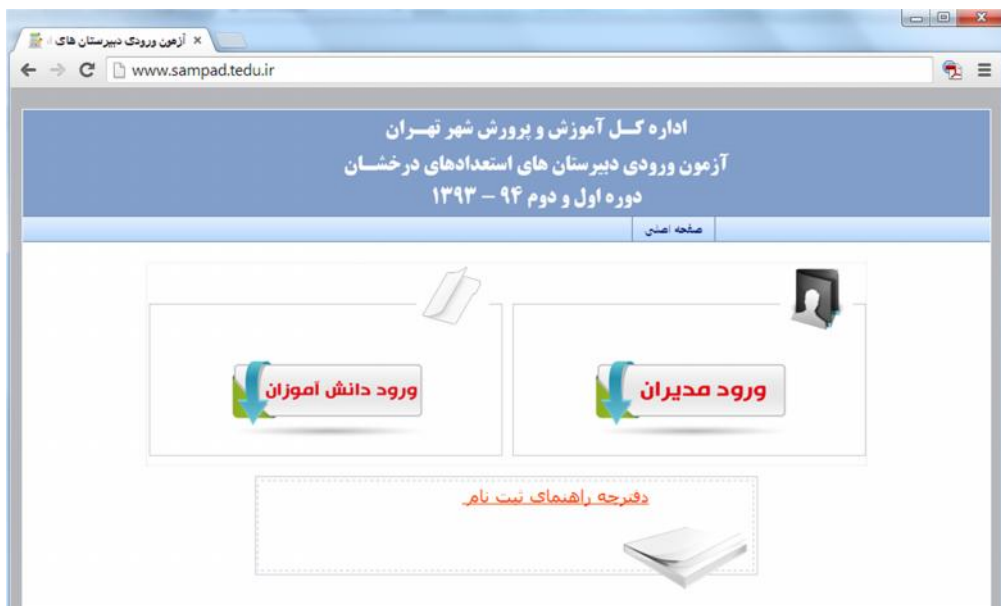 آزمون ورودی دبیرستان های
www.sampad.tedu.ir
اداره کــل آموزش و پرورش شهر تهــران
آزمون ورودی دبیرستان های استعدادهای درخشــان
دوره اول و دوم ۹۴ – ۱۳۹۳
صفحه اصلی
ورود مدیران
ورود دانش آموزان
دفترچه راهنمای ثبت نام